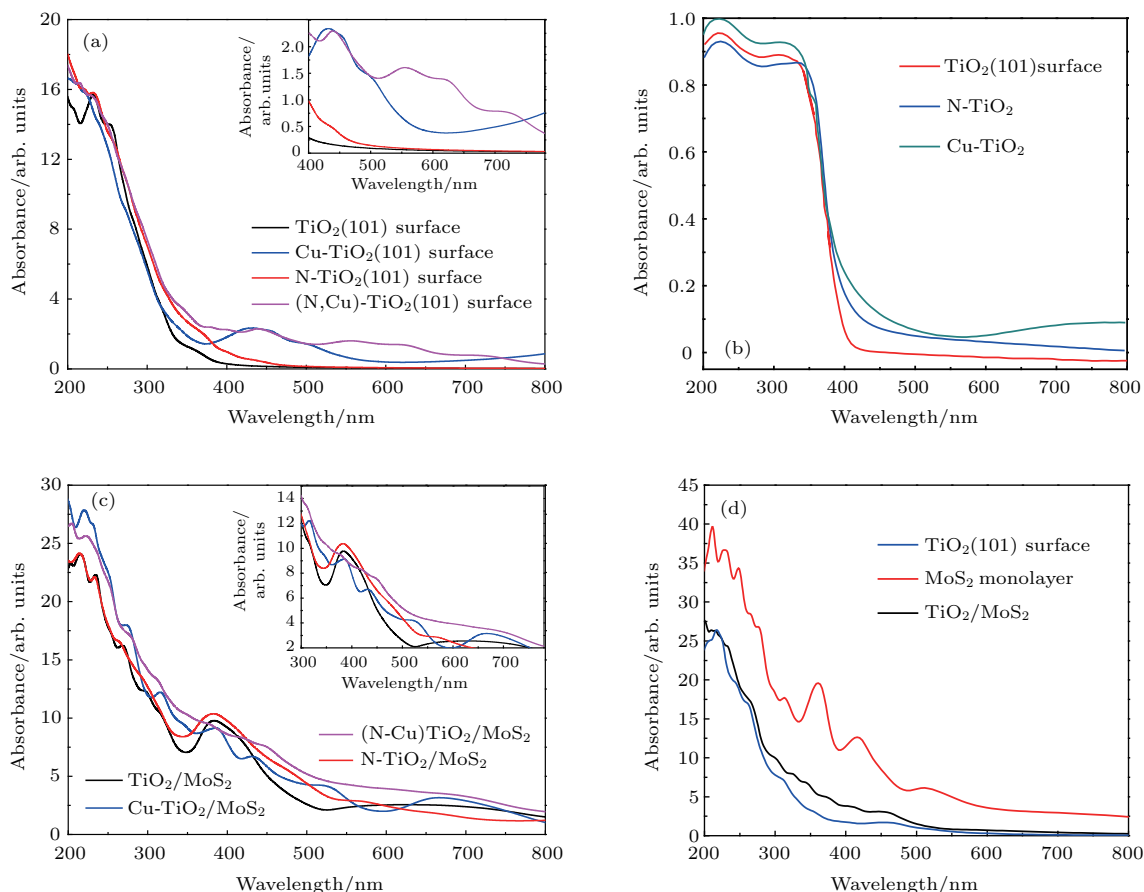 (a)
Absorbance/arb. units
20
16
12
8
4
0
200 300 400 500 600 700 800
Wavelength/nm
Absorbance/
arb. units
2.0
1.5
1.0
0.5
0
400 500 600 700
Wavelength/nm
TiO₂(101) surface
Cu-TiO₂(101) surface
N-TiO₂(101) surface
(N,Cu)-TiO₂(101) surface
(b)
Absorbance/arb. units
1.0
0.8
0.6
0.4
0.2
0
200 300 400 500 600 700 800
Wavelength/nm
TiO₂(101)surface
N-TiO₂
Cu-TiO₂
(c)
Absorbance/arb. units
30
25
20
15
10
5
0
200 300 400 500 600 700 800
Wavelength/nm
Absorbance/
arb. units
14
12
10
8
6
4
2
300 400 500 600 700
Wavelength/nm
(N-Cu)TiO₂/MoS₂
N-TiO₂/MoS₂
TiO₂/MoS₂
Cu-TiO₂/MoS₂
(d)
Absorbance/arb. units
45
40
35
30
25
20
15
10
5
0
200 300 400 500 600 700 800
Wavelength/nm
TiO₂(101) surface
MoS₂ monolayer
TiO₂/MoS₂